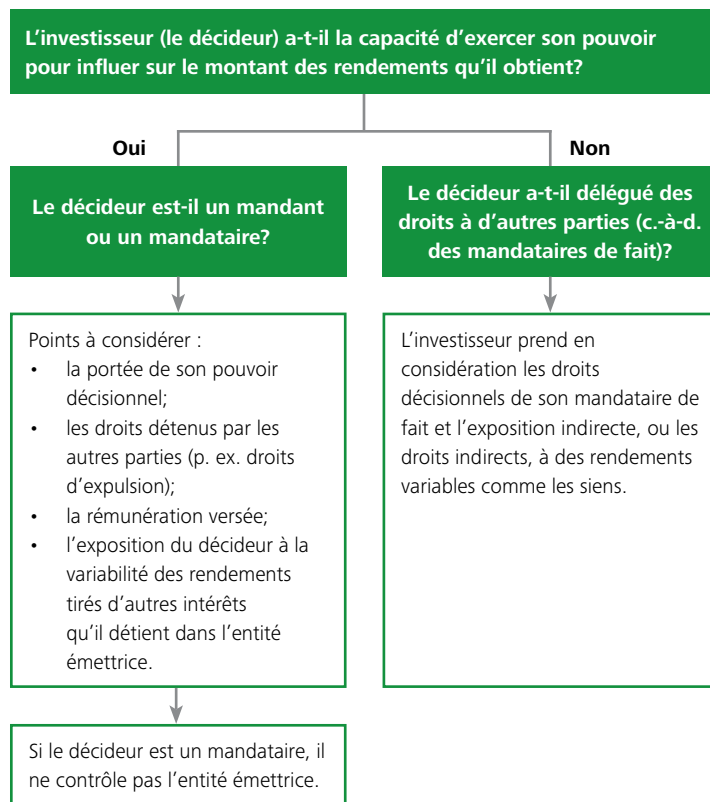 L’investisseur (le décideur) a-t-il la capacité d’exercer son pouvoir
pour influer sur le montant des rendements qu’il obtient?
Oui
Non
Le décideur est-il un mandant
ou un mandataire?
Le décideur a-t-il délégué des
droits à d’autres parties (c.-à-d.
des mandataires de fait)?
Points à considérer :
• la portée de son pouvoir
décisionnel;
• les droits détenus par les
autres parties (p. ex. droits
d’expulsion);
• la rémunération versée;
• l’exposition du décideur à la
variabilité des rendements
tirés d’autres intérêts
qu’il détient dans l’entité
émettrice.
L’investisseur prend en
considération les droits
décisionnels de son mandataire de
fait et l’exposition indirecte, ou les
droits indirects, à des rendements
variables comme les siens.
Si le décideur est un mandataire, il
ne contrôle pas l’entité émettrice.